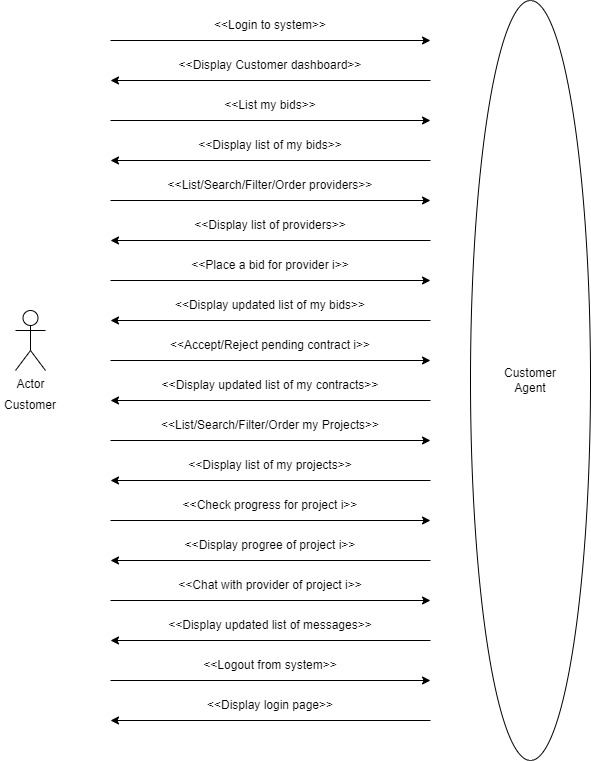 <<Login to system>>
<<Display Customer dashboard>>
<<List my bids>>
<<Display list of my bids>>
<<List/Search/Filter/Order providers>>
<<Display list of providers>>
<<Place a bid for provider i>>
<<Display updated list of my bids>>
<<Accept/Reject pending contract i>>
<<Display updated list of my contracts>>
<<List/Search/Filter/Order my Projects>>
<<Display list of my projects>>
<<Check progress for project i>>
<<Display progree of project i>>
<<Chat with provider of project i>>
<<Display updated list of messages>>
<<Logout from system>>
<<Display login page>>
Actor
Customer
Customer
Agent